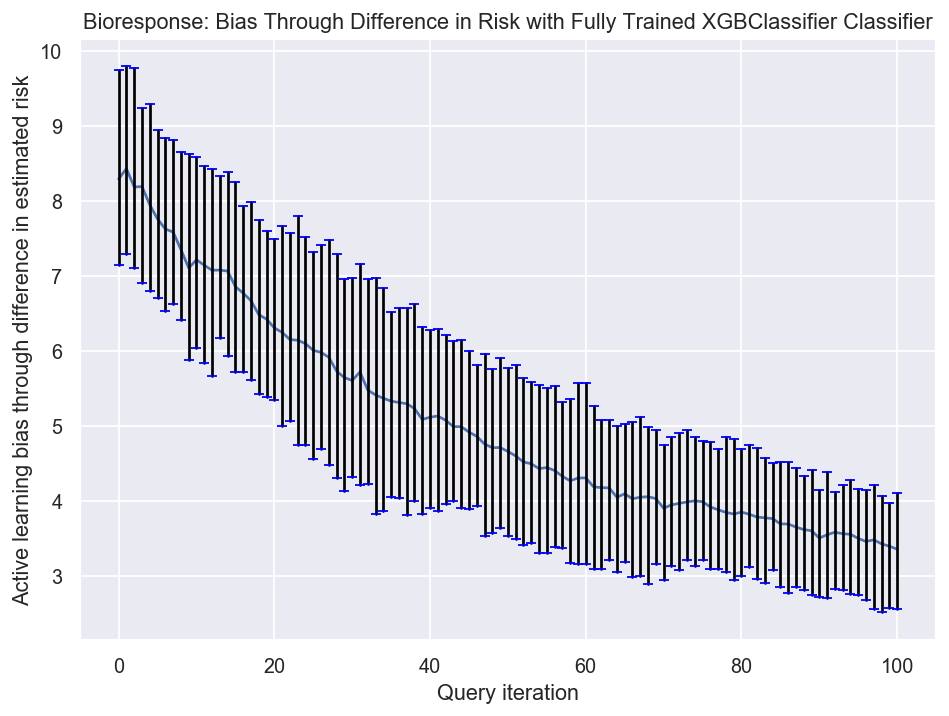 Bioresponse: Bias Through Difference in Risk with Fully Trained XGBClassifier Classifier
Active learning bias through difference in estimated risk
10
9
8
7
6
5
4
3
0 20 40 60 80 100
Query iteration